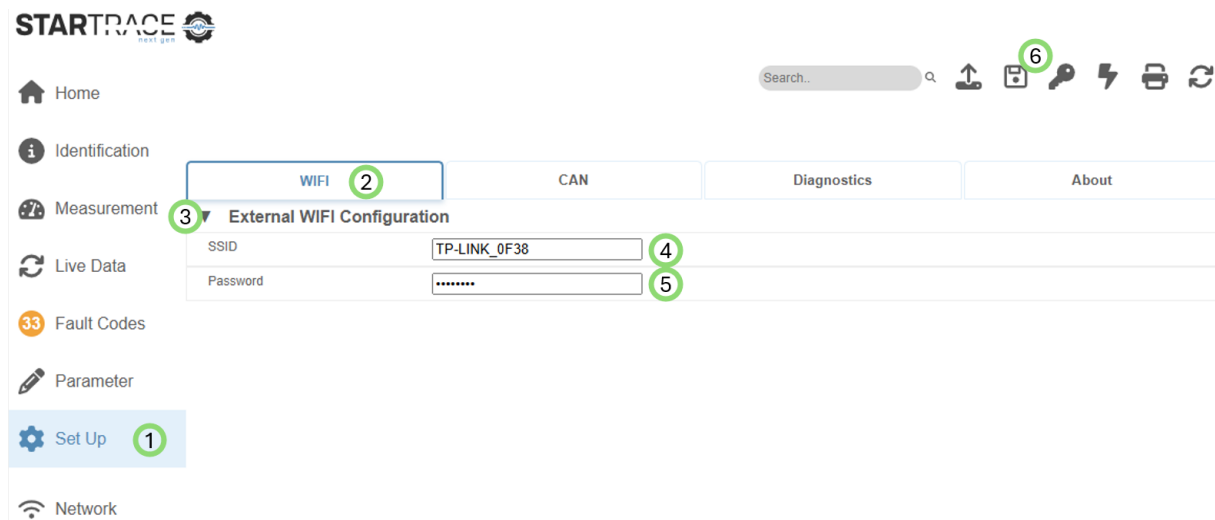 STARTRACE
next gen
6
Search..
Home
Identification
WIFI 2
CAN
Diagnostics
About
Measurement
3 ▼ External WIFI Configuration
SSID
TP-LINK_0F38
4
Live Data
Password
••••••••
5
33 Fault Codes
Parameter
Set Up 1
Network